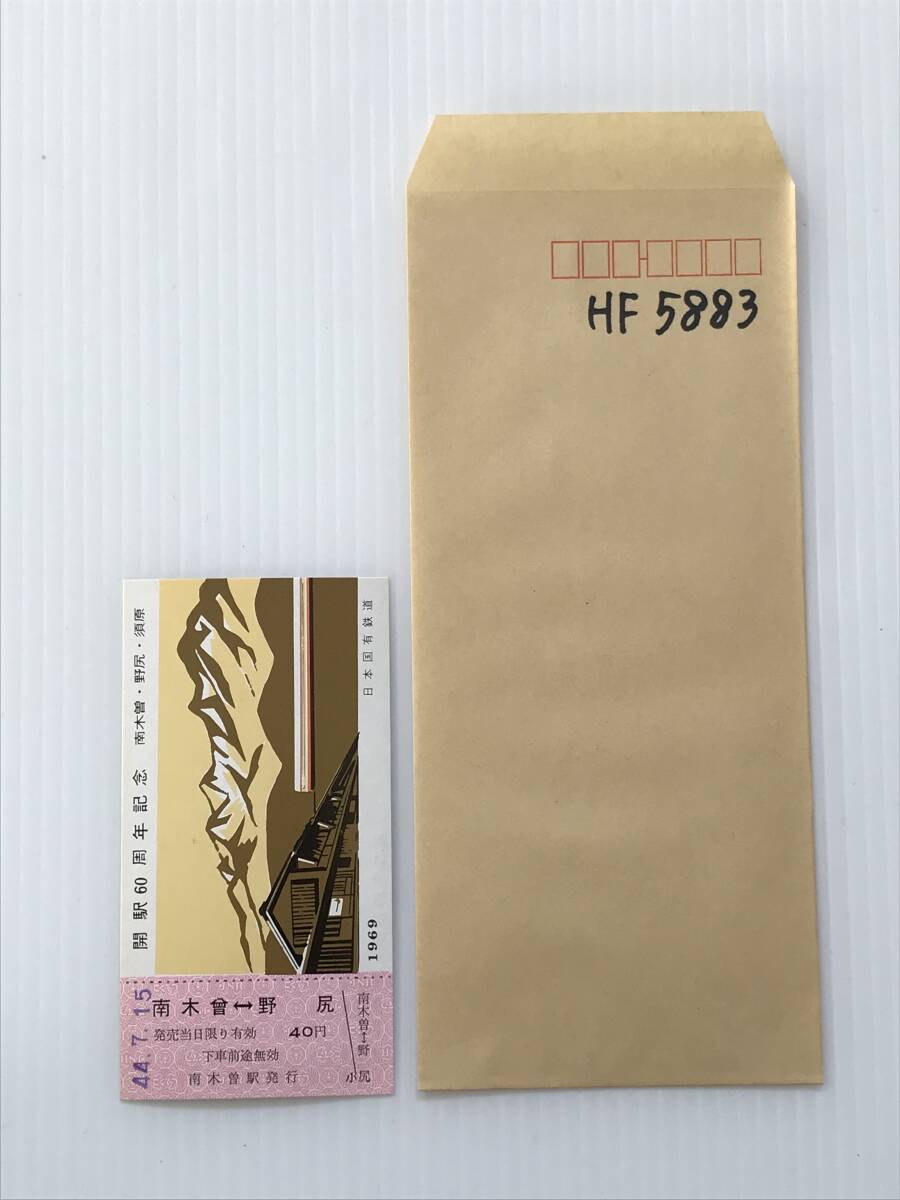 HF 5883
開駅60周年記念 南木曽・野尻・須原
日本国有鉄道
1969
44.7.15
南木曾↔野尻
発売当日限り有効 40円
下車前途無効
南木曽駅発行
南木曽↔野尻
小